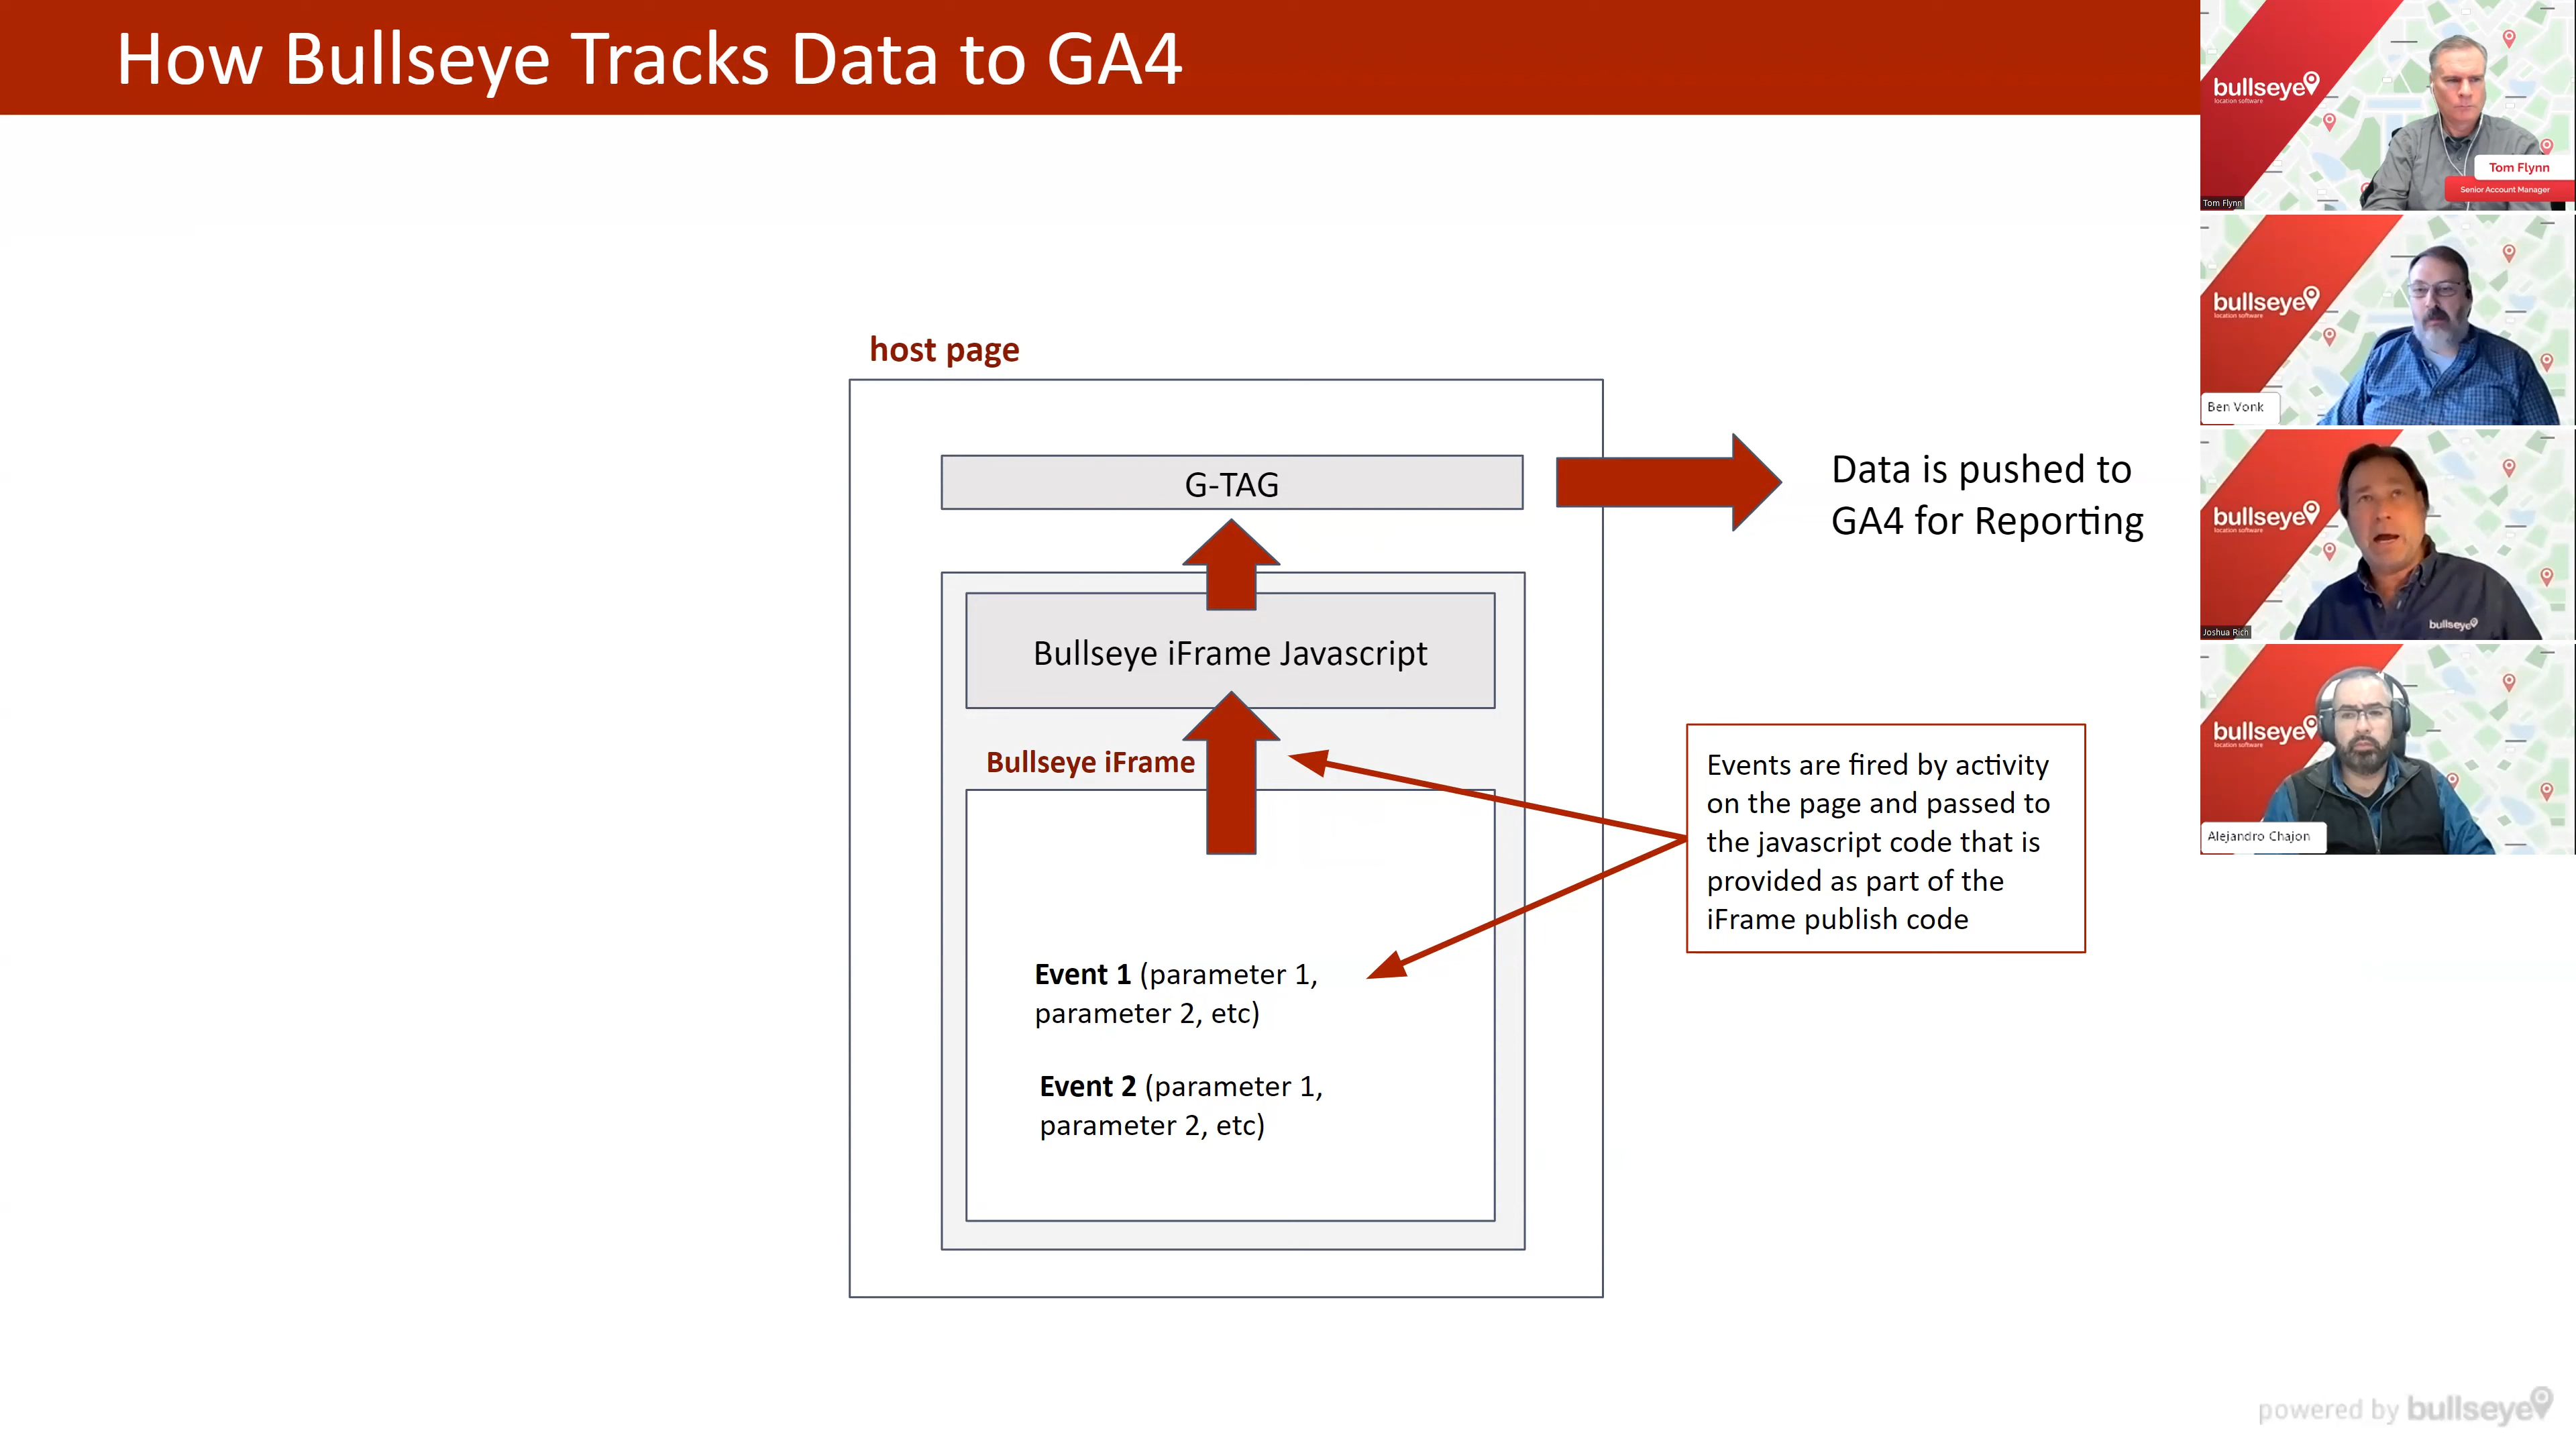 How Bullseye Tracks Data to GA4
host page
G-TAG
Data is pushed to
GA4 for Reporting
Bullseye iFrame Javascript
Bullseye iFrame
Events are fired by activity
on the page and passed to
the javascript code that is
provided as part of the
iFrame publish code
Event 1 (parameter 1,
parameter 2, etc)
Event 2 (parameter 1,
parameter 2, etc)
bullseye
location software
Tom Flynn
Senior Account Manager
Tom Flynn
bullseye
location software
Ben Vonk
bullseye
location software
bullseye
Joshua Rich
bullseye
location software
Alejandro Chajon
powered by bullseye